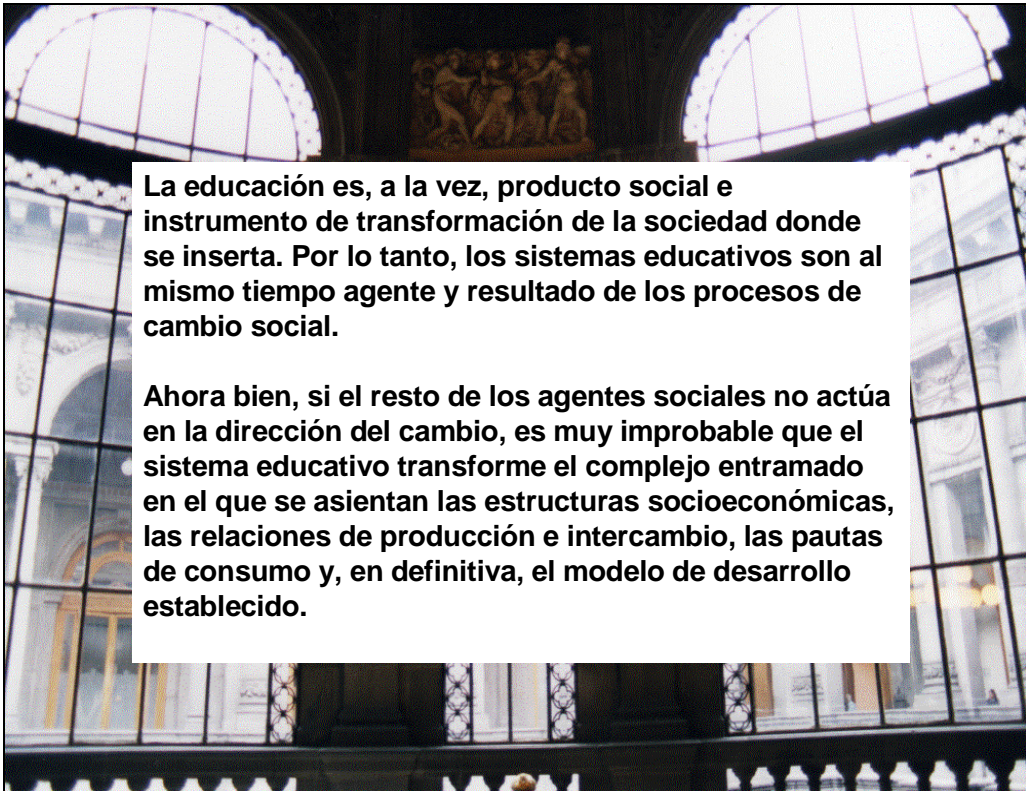 La educación es, a la vez, producto social e
instrumento de transformación de la sociedad donde
se inserta. Por lo tanto, los sistemas educativos son al
mismo tiempo agente y resultado de los procesos de
cambio social.
Ahora bien, si el resto de los agentes sociales no actúa
en la dirección del cambio, es muy improbable que el
sistema educativo transforme el complejo entramado
en el que se asientan las estructuras socioeconómicas,
las relaciones de producción e intercambio, las pautas
de consumo y, en definitiva, el modelo de desarrollo
establecido.